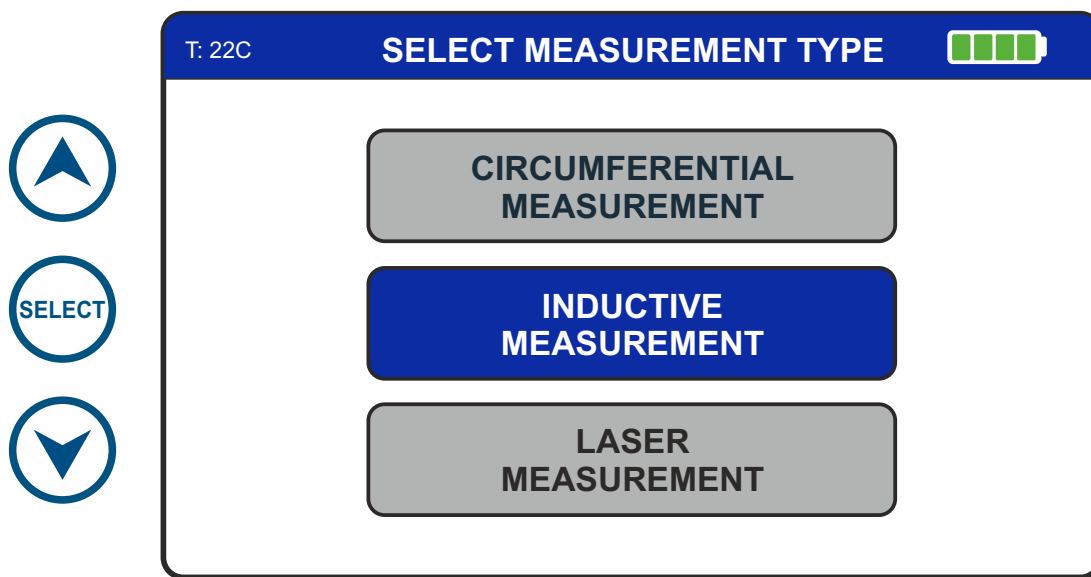 T: 22C
SELECT MEASUREMENT TYPE
CIRCUMFERENTIAL
MEASUREMENT
SELECT
INDUCTIVE
MEASUREMENT
LASER
MEASUREMENT